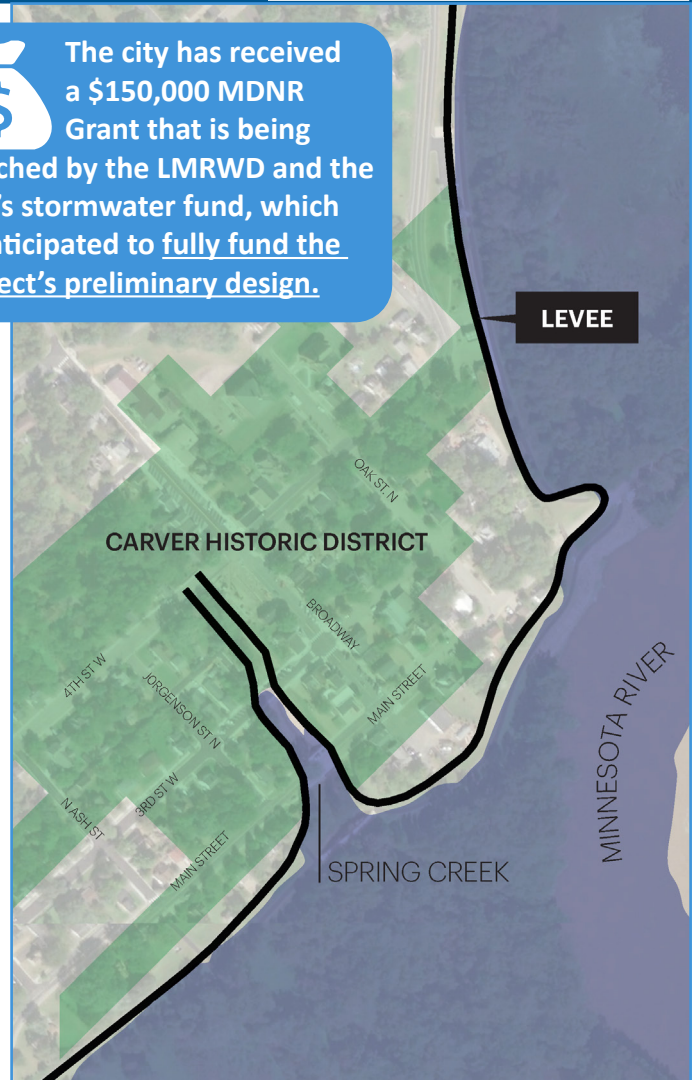 $
The city has received
a $150,000 MDNR
Grant that is being
ched by the LMRWD and the
's stormwater fund, which
nticipated to fully fund the
ect's preliminary design.
LEVEE
OAK ST. N
CARVER HISTORIC DISTRICT
BROADWAY
4TH ST W
JORGENSON ST N
MAIN STREET
MINNESOTA RIVER
3RD ST W
N ASH ST
MAIN STREET
SPRING CREEK